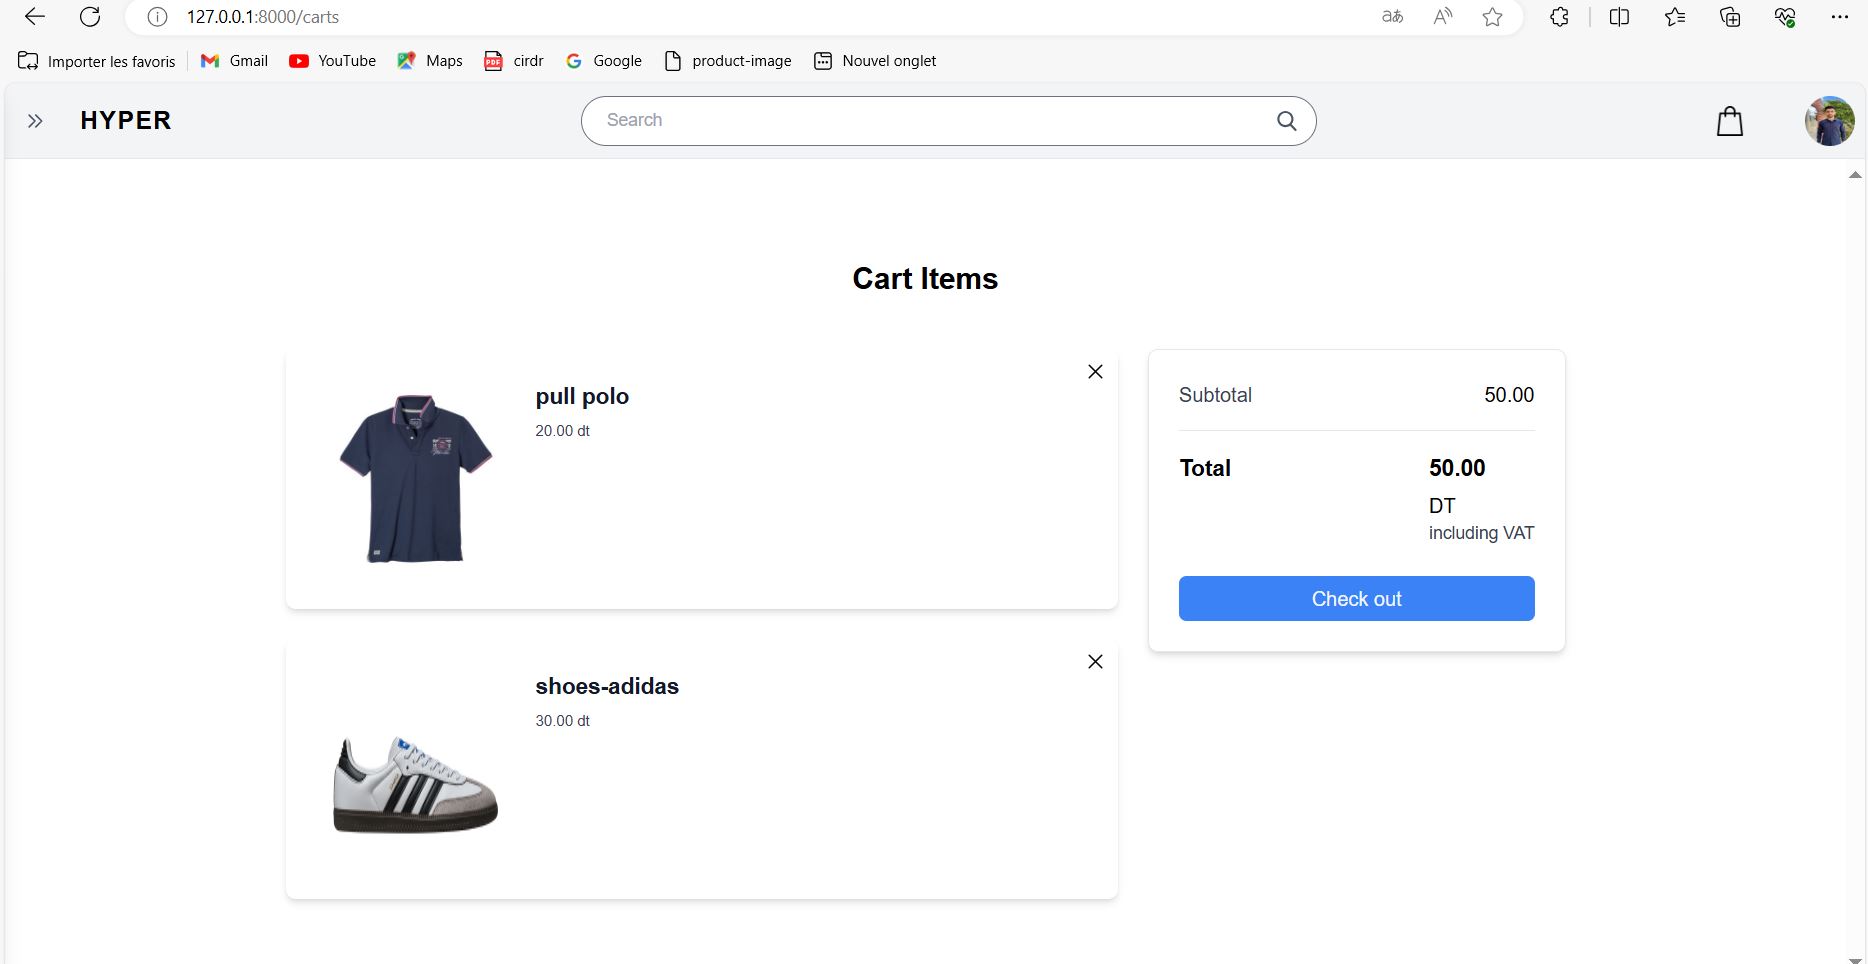 127.0.0.1:8000/carts
Importer les favoris Gmail YouTube Maps cirdr Google product-image Nouvel onglet
HYPER Search
Cart Items
pull polo
20.00 dt
Subtotal 50.00
Total 50.00
DT
including VAT
Check out
shoes-adidas
30.00 dt